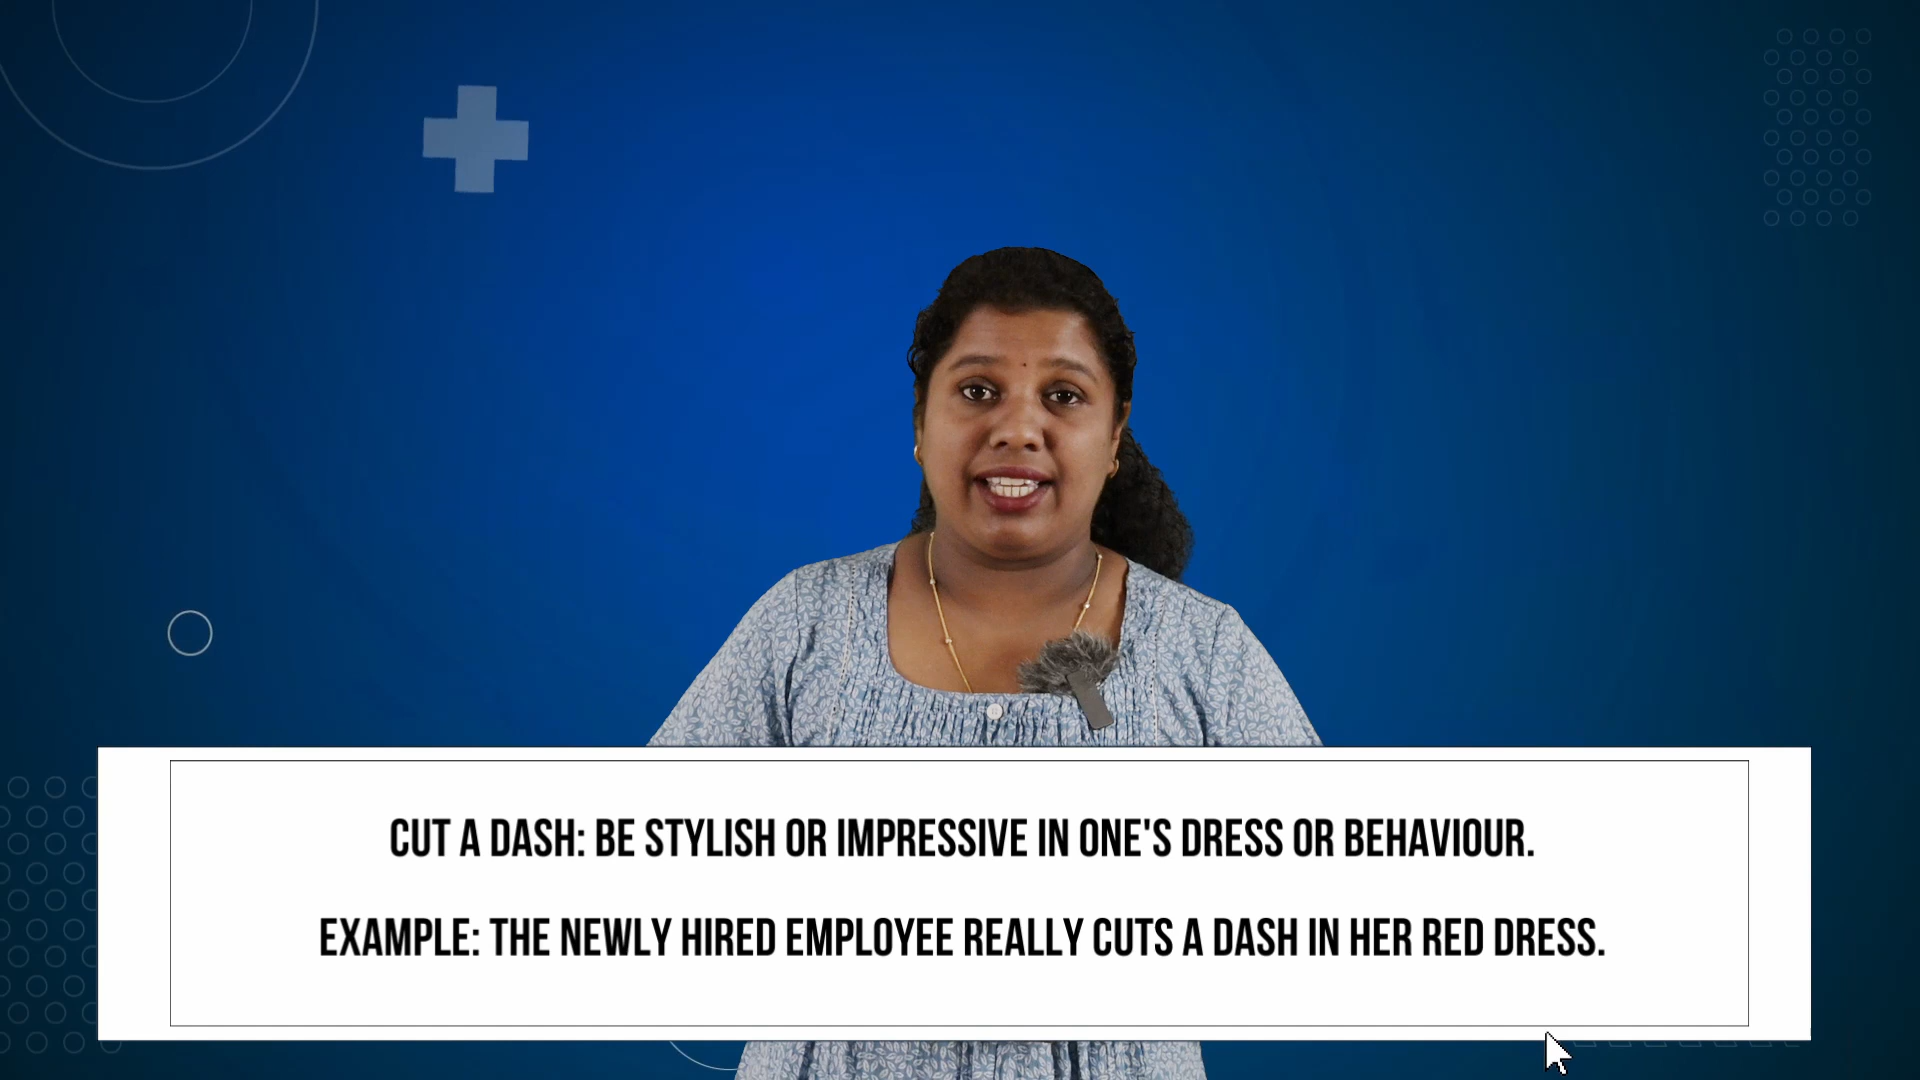 CUT A DASH: BE STYLISH OR IMPRESSIVE IN ONE'S DRESS OR BEHAVIOUR.
EXAMPLE: THE NEWLY HIRED EMPLOYEE REALLY CUTS A DASH IN HER RED DRESS.